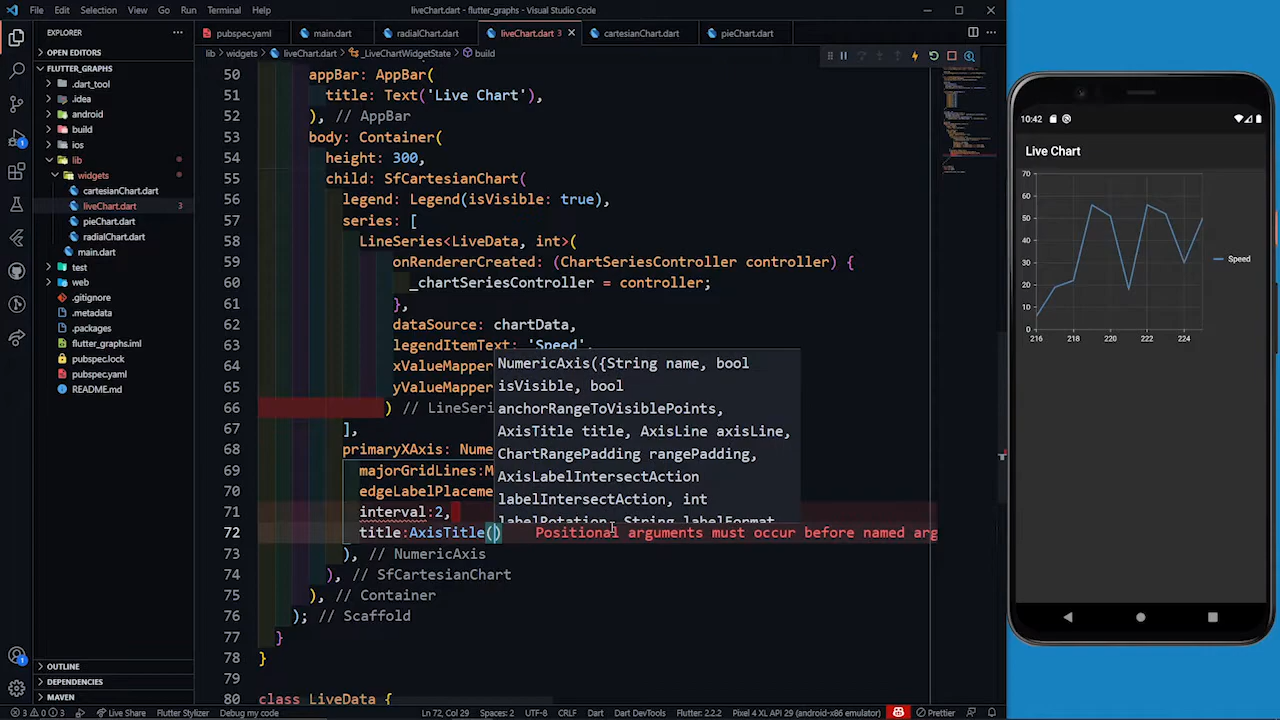 File Edit Selection View Go Run Terminal Help
liveChart.dart - flutter_graphs - Visual Studio Code
EXPLORER
OPEN EDITORS
FLUTTER_GRAPHS
.dart_tool
.idea
android
build
ios
lib
widgets
cartesianChart.dart
liveChart.dart 3
pieChart.dart
radialChart.dart
main.dart
test
web
.gitignore
.metadata
.packages
flutter_graphs.iml
pubspec.lock
pubspec.yaml
README.md
OUTLINE
DEPENDENCIES
MAVEN
pubspec.yaml main.dart radialChart.dart liveChart.dart 3 cartesianChart.dart pieChart.dart
lib > widgets > liveChart.dart > _LiveChartWidgetState > build
50 appBar: AppBar(
51 title: Text('Live Chart'),
52 ), // AppBar
53 body: Container(
54 height: 300,
55 child: SfCartesianChart(
56 legend: Legend(isVisible: true),
57 series: [
58 LineSeries<LiveData, int>(
59 onRendererCreated: (ChartSeriesController controller) {
60 _chartSeriesController = controller;
61 },
62 dataSource: chartData,
63 legendItemText: 'Speed',
64 xValueMapper
65 yValueMapper
66 ) // LineSeri
67 ],
68 primaryXAxis: Nume
69 majorGridLines:M
70 edgeLabelPlaceme
71 interval:2,
72 title:AxisTitle() Positional arguments must occur before named arg
73 ), // NumericAxis
74 ), // SfCartesianChart
75 ), // Container
76 ); // Scaffold
77 }
78 }
79
80 class LiveData {
NumericAxis({String name, bool
isVisible, bool
anchorRangeToVisiblePoints,
AxisTitle title, AxisLine axisLine,
ChartRangePadding rangePadding,
AxisLabelIntersectAction
labelIntersectAction, int
labelRotation, String labelFormat,
10:42
Live Chart
70
60
50
40
30
20
10
0
216 218 220 222 224
Speed
3 0 3 Live Share Flutter Stylizer Debug my code Ln 72, Col 29 Spaces: 2 UTF-8 CRLF Dart Dart DevTools Flutter: 2.2.2 Pixel 4 XL API 29 (android-x86 emulator) Prettier